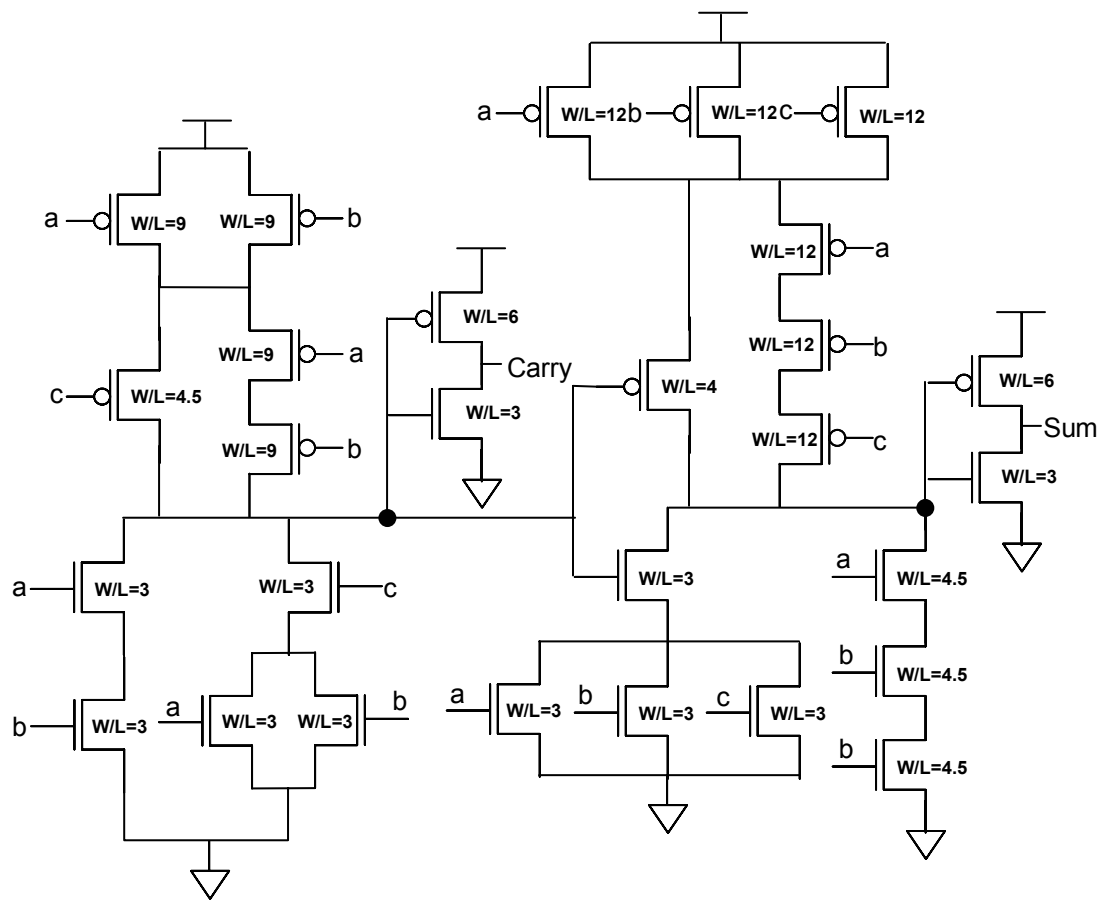 a W/L=12 b W/L=12 c W/L=12
a W/L=9 W/L=9 b
W/L=12 a
W/L=6
W/L=9 a
W/L=12 b
Carry
c W/L=4.5
W/L=4
W/L=6
W/L=3
W/L=9 b
W/L=12 c
Sum
W/L=3
a W/L=3 W/L=3 c
W/L=3
a W/L=4.5
b W/L=4.5
b W/L=3 a W/L=3 W/L=3 b
a W/L=3 b W/L=3 c W/L=3
b W/L=4.5